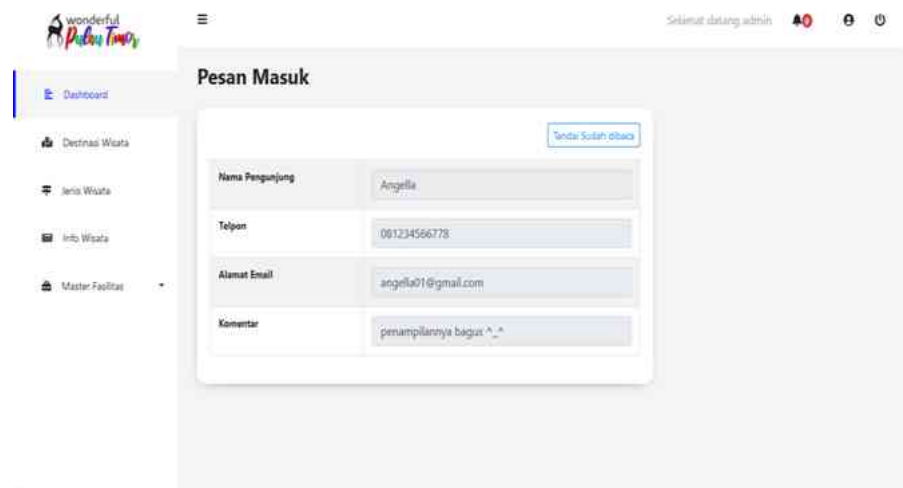 wonderful
Pulau Timor
Selamat datang admin
0
Dashboard
Destinasi Wisata
Jenis Wisata
Info Wisata
Master Fasilitas
Pesan Masuk
Tandai Sudah dibaca
Nama Pengunjung
Angella
Telpon
081234566778
Alamat Email
angella01@gmail.com
Komentar
penampilannya bagus ^_^